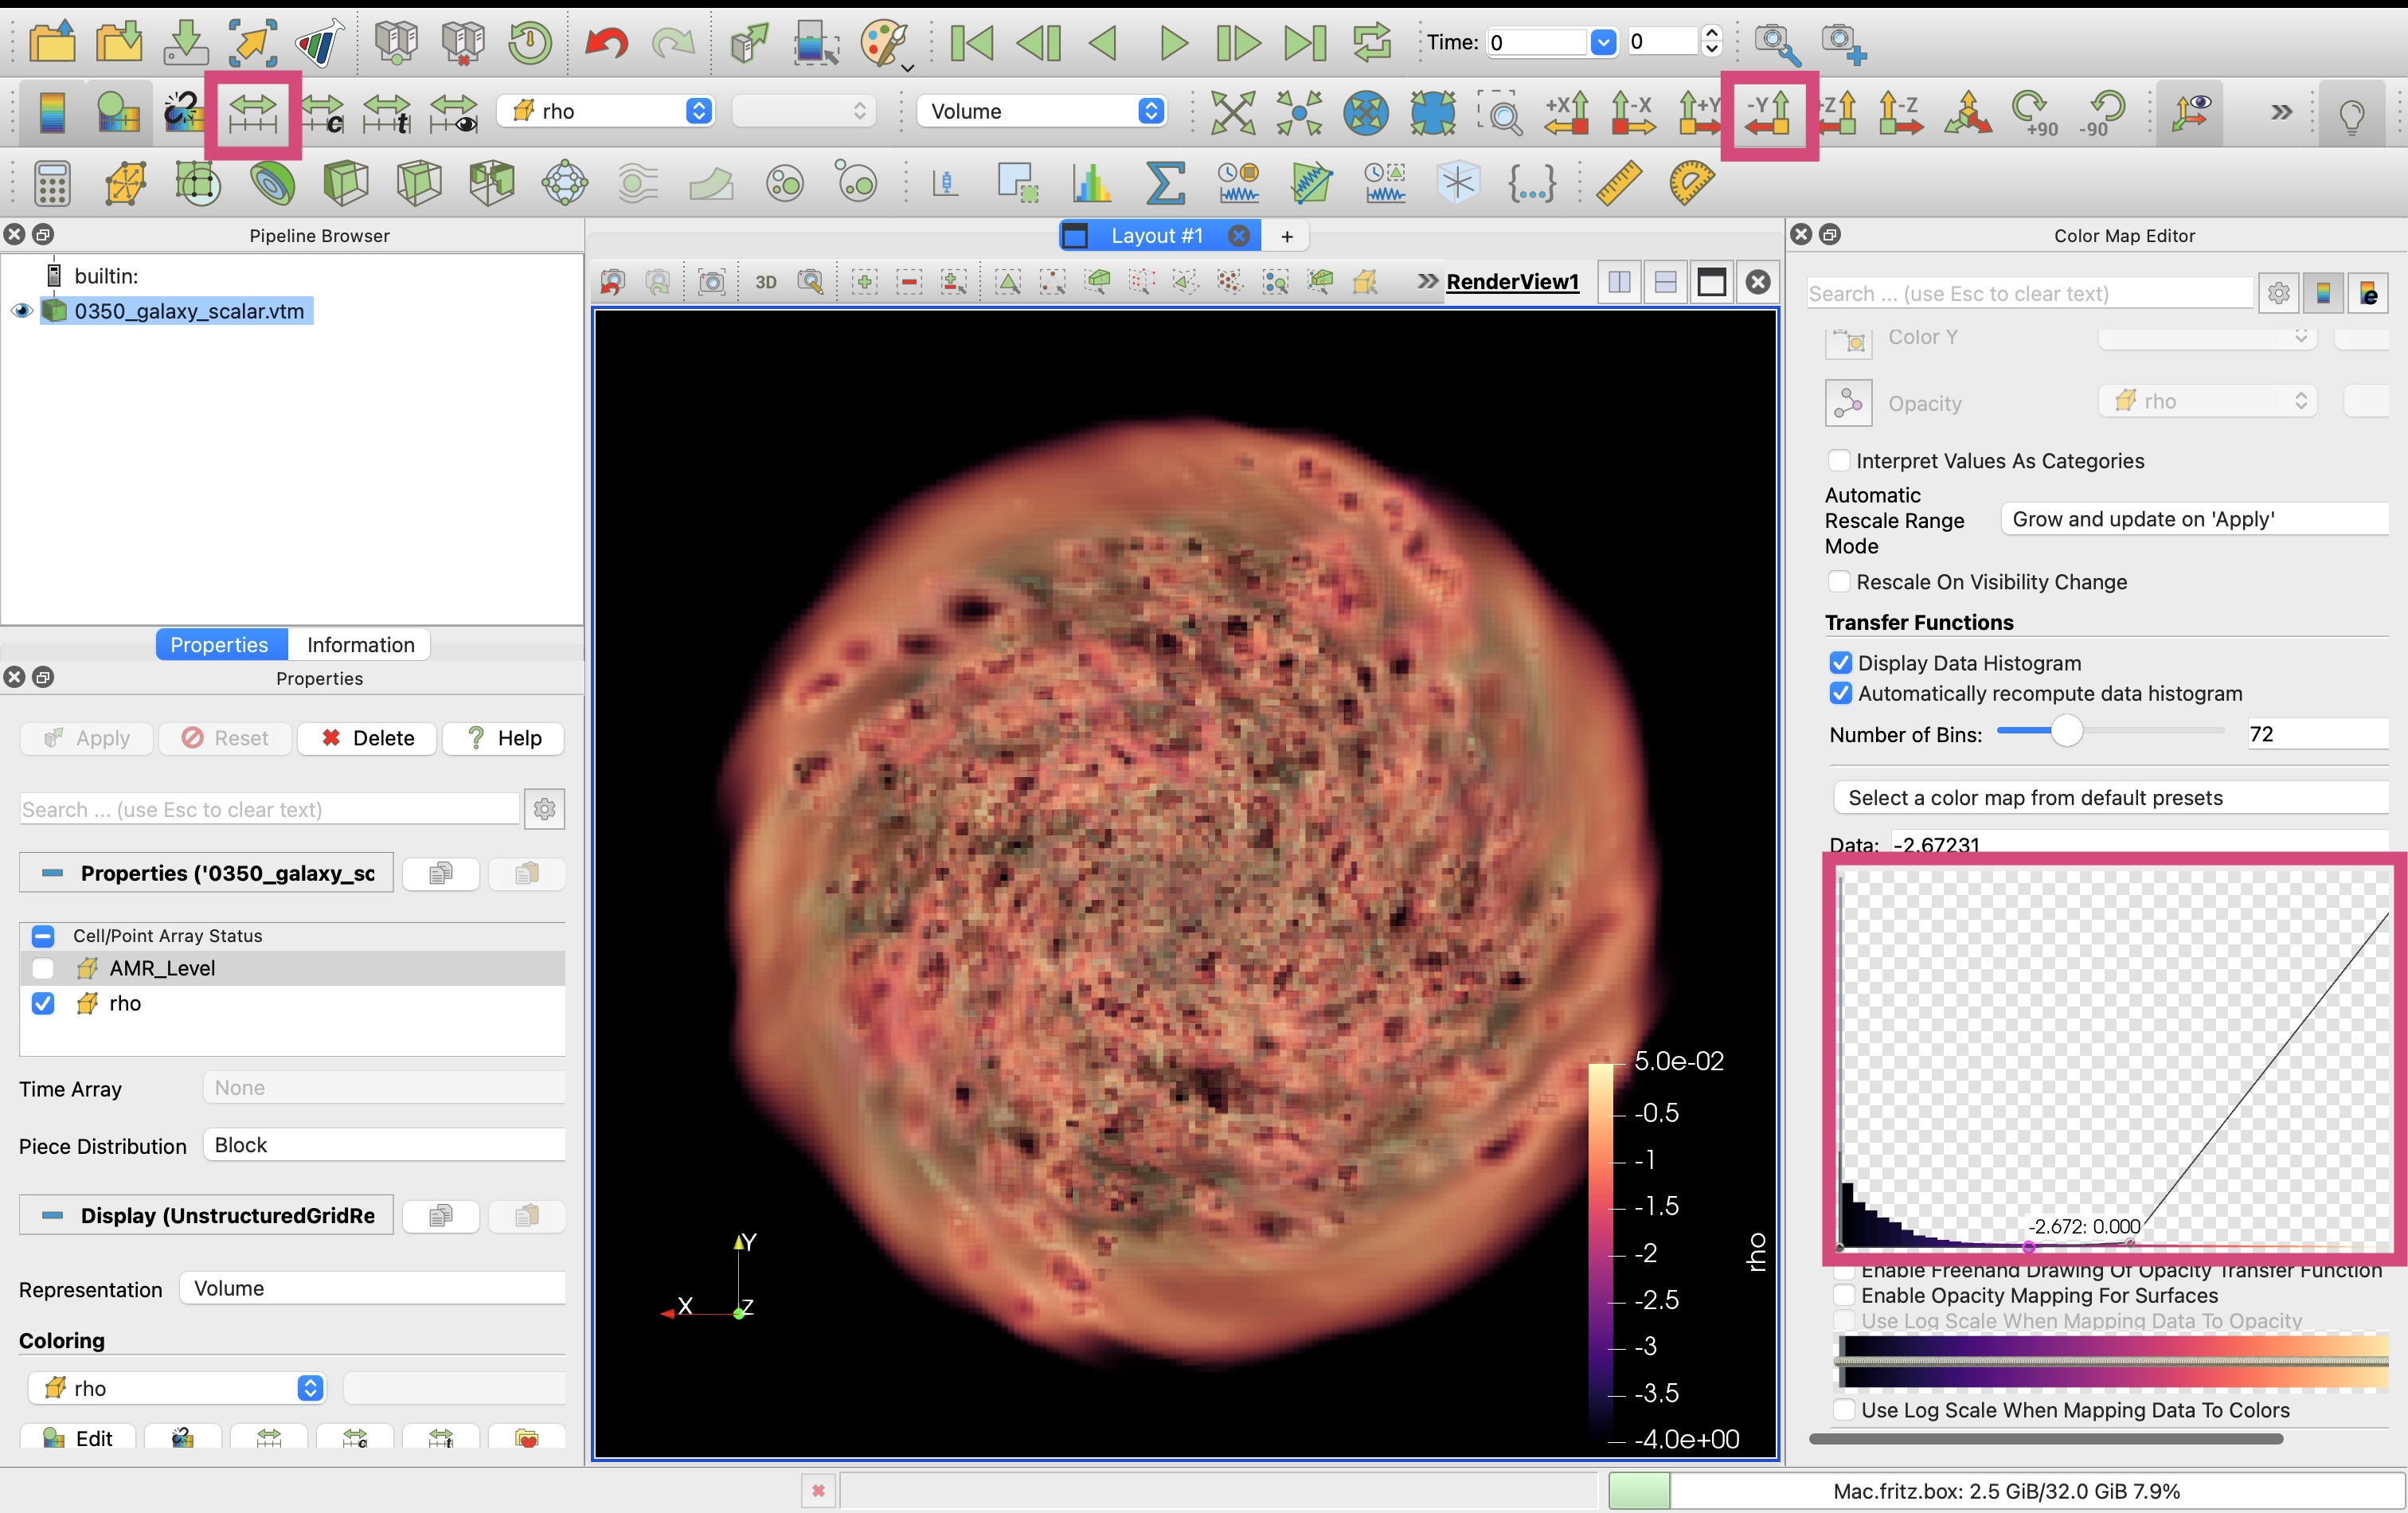 Time: 0 0
c t rho Volume +X -X +Y -Y +Z -Z +90 -90 »
{...}
Pipeline Browser
Layout #1 +
Color Map Editor
builtin:
0350_galaxy_scalar.vtm
3D » RenderView1
Search ... (use Esc to clear text) e
Color Y
Opacity rho
Interpret Values As Categories
Automatic
Rescale Range
Mode
Grow and update on 'Apply'
Rescale On Visibility Change
Transfer Functions
Display Data Histogram
Automatically recompute data histogram
Number of Bins: 72
Select a color map from default presets
Data: -2.67231
-2.672: 0.000
Enable Freehand Drawing Of Opacity Transfer Function
Enable Opacity Mapping For Surfaces
Use Log Scale When Mapping Data To Opacity
Use Log Scale When Mapping Data To Colors
Properties Information
Properties
Apply Reset Delete ? Help
Search ... (use Esc to clear text)
Properties ('0350_galaxy_sc
Cell/Point Array Status
AMR_Level
rho
Time Array None
Piece Distribution Block
Display (UnstructuredGridRe
Representation Volume
Coloring
rho
Edit c t
Y
X Z
5.0e-02
-0.5
-1
-1.5
-2
-2.5
-3
-3.5
-4.0e+00
rho
Mac.fritz.box: 2.5 GiB/32.0 GiB 7.9%